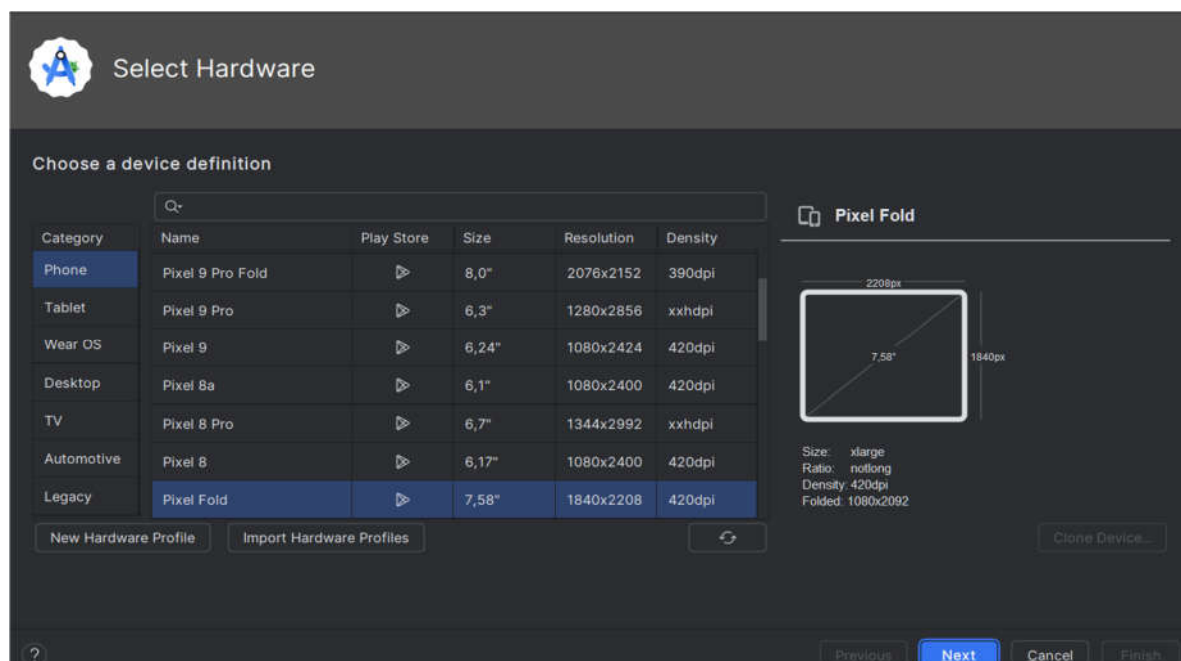 Select Hardware
Choose a device definition
Category
Phone
Tablet
Wear OS
Desktop
TV
Automotive
Legacy
Name Play Store Size Resolution Density
Pixel 9 Pro Fold 8,0" 2076x2152 390dpi
Pixel 9 Pro 6,3" 1280x2856 xxhdpi
Pixel 9 6,24" 1080x2424 420dpi
Pixel 8a 6,1" 1080x2400 420dpi
Pixel 8 Pro 6,7" 1344x2992 xxhdpi
Pixel 8 6,17" 1080x2400 420dpi
Pixel Fold 7,58" 1840x2208 420dpi
New Hardware Profile Import Hardware Profiles
Pixel Fold
2208px
7,58"
1840px
Size: xlarge
Ratio: notlong
Density: 420dpi
Folded: 1080x2092
Clone Device...
? Previous Next Cancel Finish